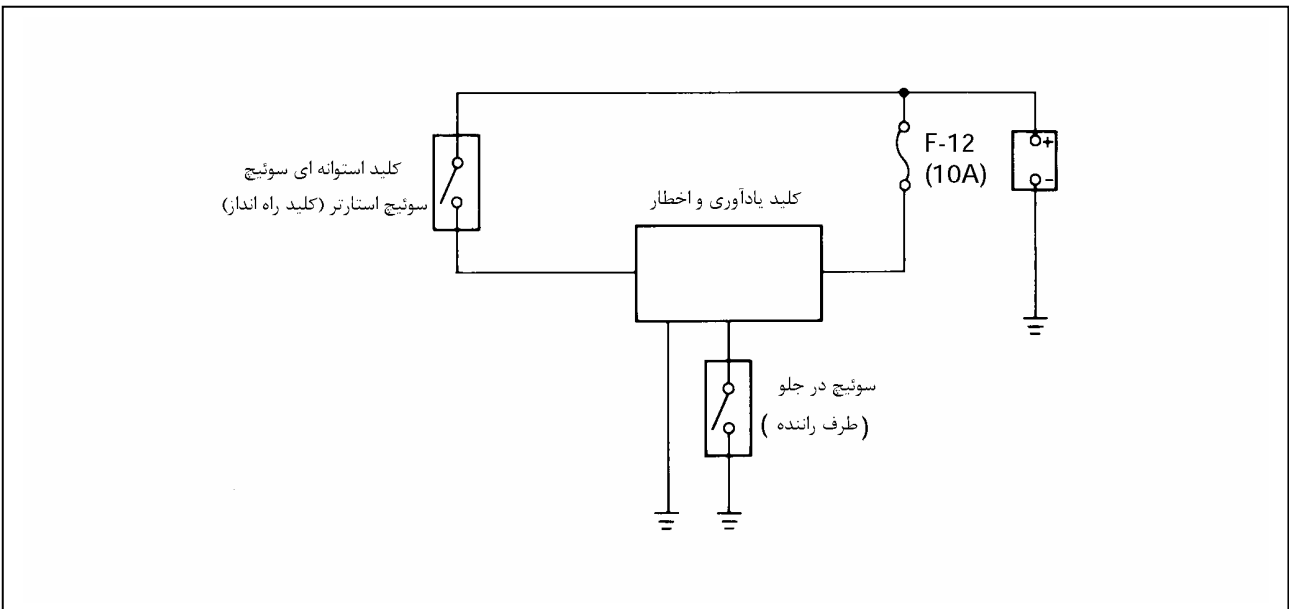 F-12
(10A)
+
-
کلید استوانه ای سوئیچ
سوئیچ استارتر (کلید راه انداز)
کلید یادآوری و اخطار
سوئیچ در جلو
(طرف راننده )